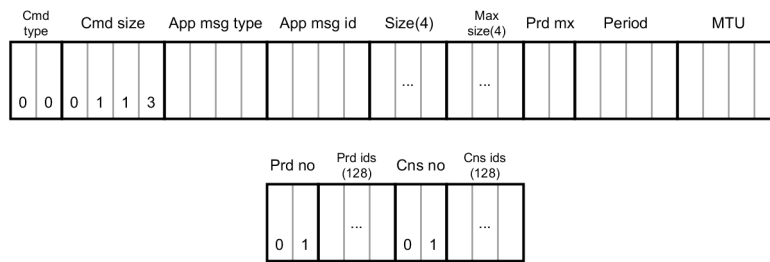 Cmd type Cmd size App msg type App msg id Size(4) Max size(4) Prd mx Period MTU
0 0 0 1 1 3 ... ...
Prd no Prd ids (128) Cns no Cns ids (128)
0 1 ... 0 1 ...